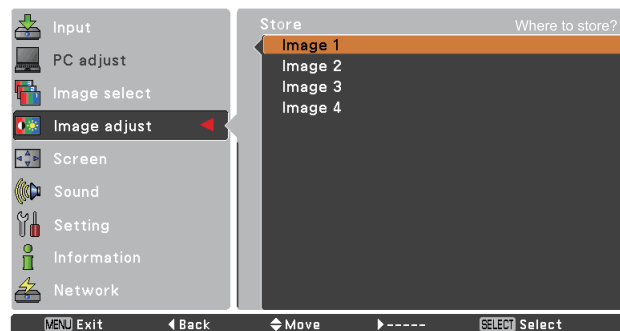 Input
PC adjust
Image select
Image adjust
Screen
Sound
Setting
Information
Network
Store Where to store?
Image 1
Image 2
Image 3
Image 4
MENU Exit Back Move ----- SELECT Select